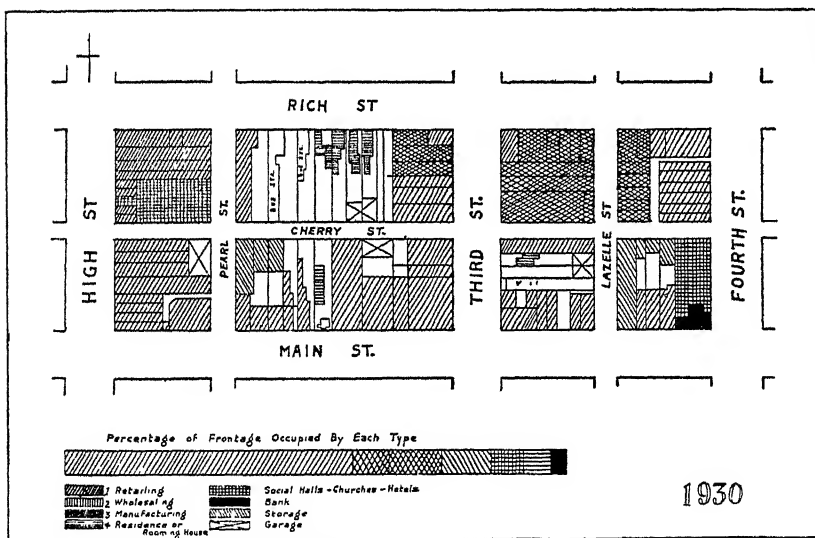 RICH ST
BUS STA.
CHERRY ST.
HIGH ST
PEARL ST.
THIRD ST.
LAZELLE ST
FOURTH ST.
MAIN ST.
Percentage of Frontage Occupied By Each Type
1 Retailing
2 Wholesaling
3 Manufacturing
4 Residence or
Rooming House
Social Halls - Churches - Hotels
Bank
Storage
Garage
1930